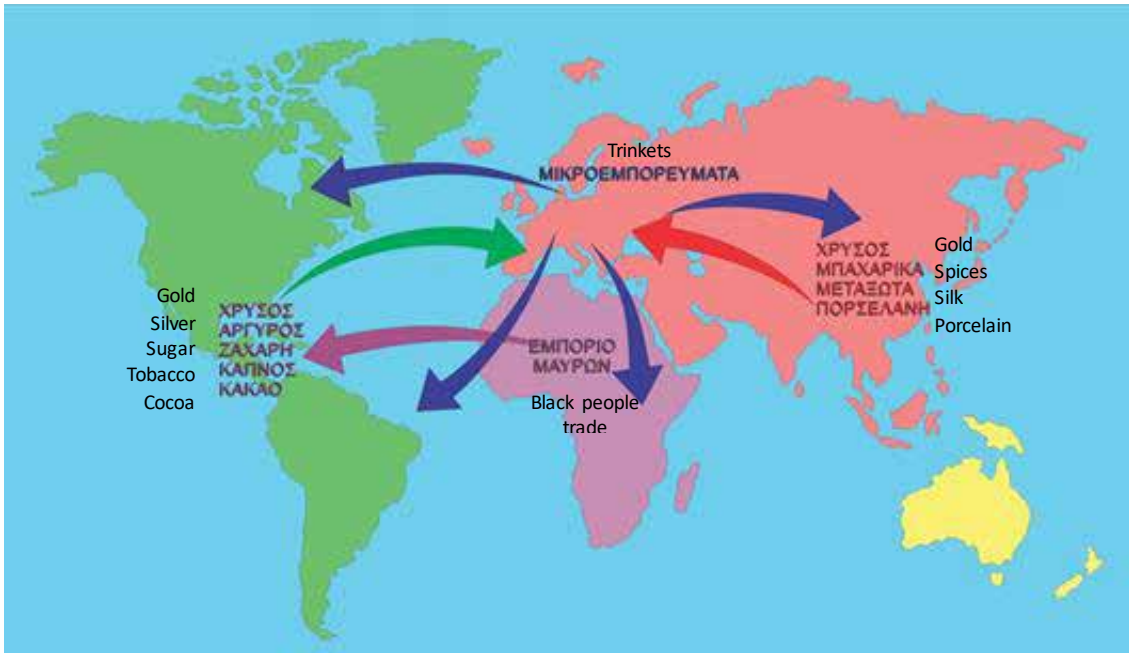 Trinkets
ΜΙΚΡΟΕΜΠΟΡΕΥΜΑΤΑ
ΧΡΥΣΟΣ
ΜΠΑΧΑΡΙΚΑ
ΜΕΤΑΞΩΤΑ
ΠΟΡΣΕΛΑΝΗ
Gold
Spices
Silk
Porcelain
Gold
Silver
Sugar
Tobacco
Cocoa
ΧΡΥΣΟΣ
ΑΡΓΥΡΟΣ
ΖΑΧΑΡΗ
ΚΑΠΝΟΣ
ΚΑΚΑΟ
ΕΜΠΟΡΙΟ
ΜΑΥΡΩΝ
Black people
trade